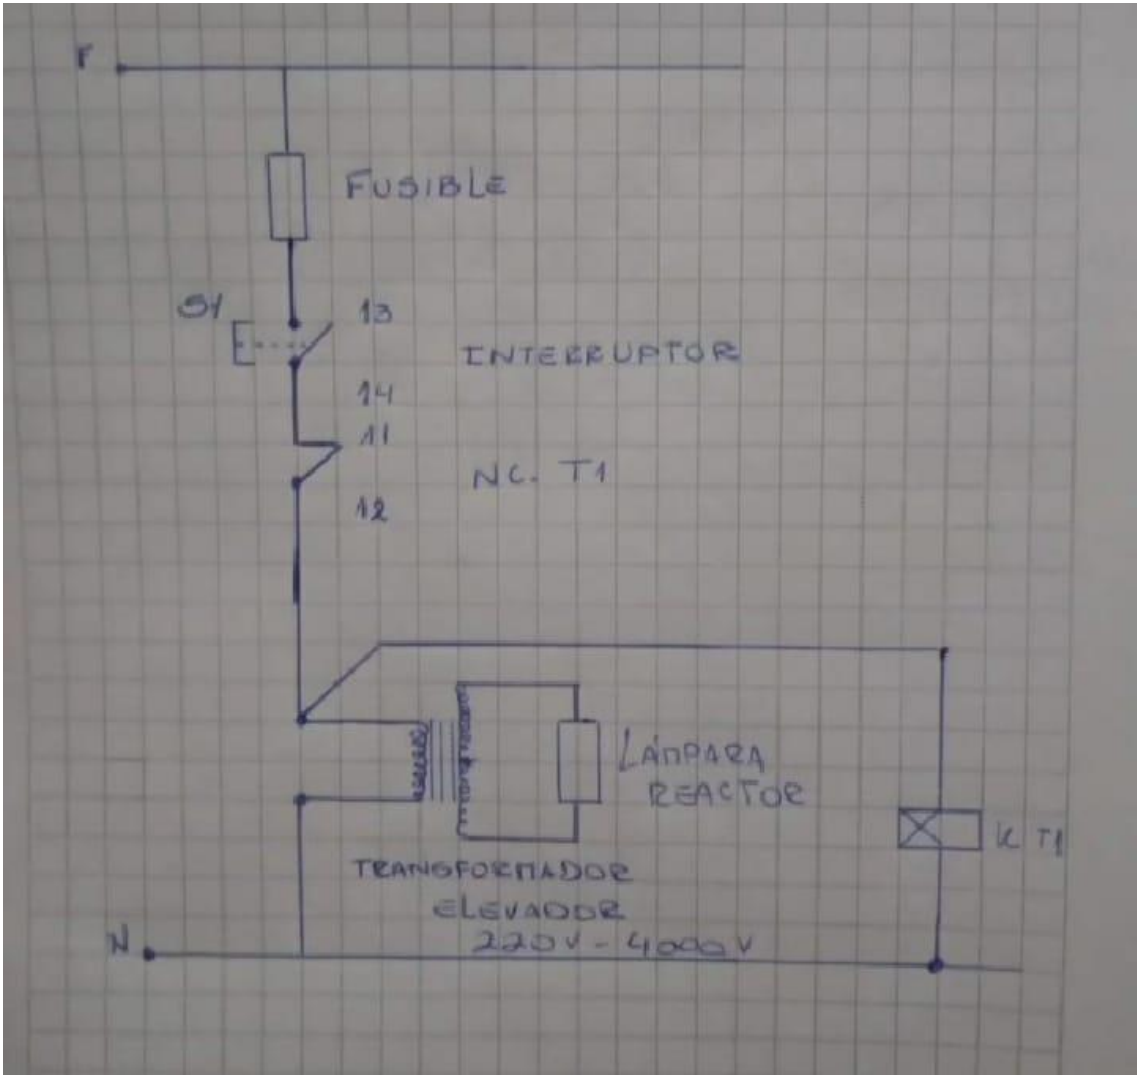 F
FUSIBLE
S1
13
INTERRUPTOR
14
11
NC. T1
12
LÁMPARA
REACTOR
K T1
TRANSFORMADOR
ELEVADOR
220V - 4000V
N